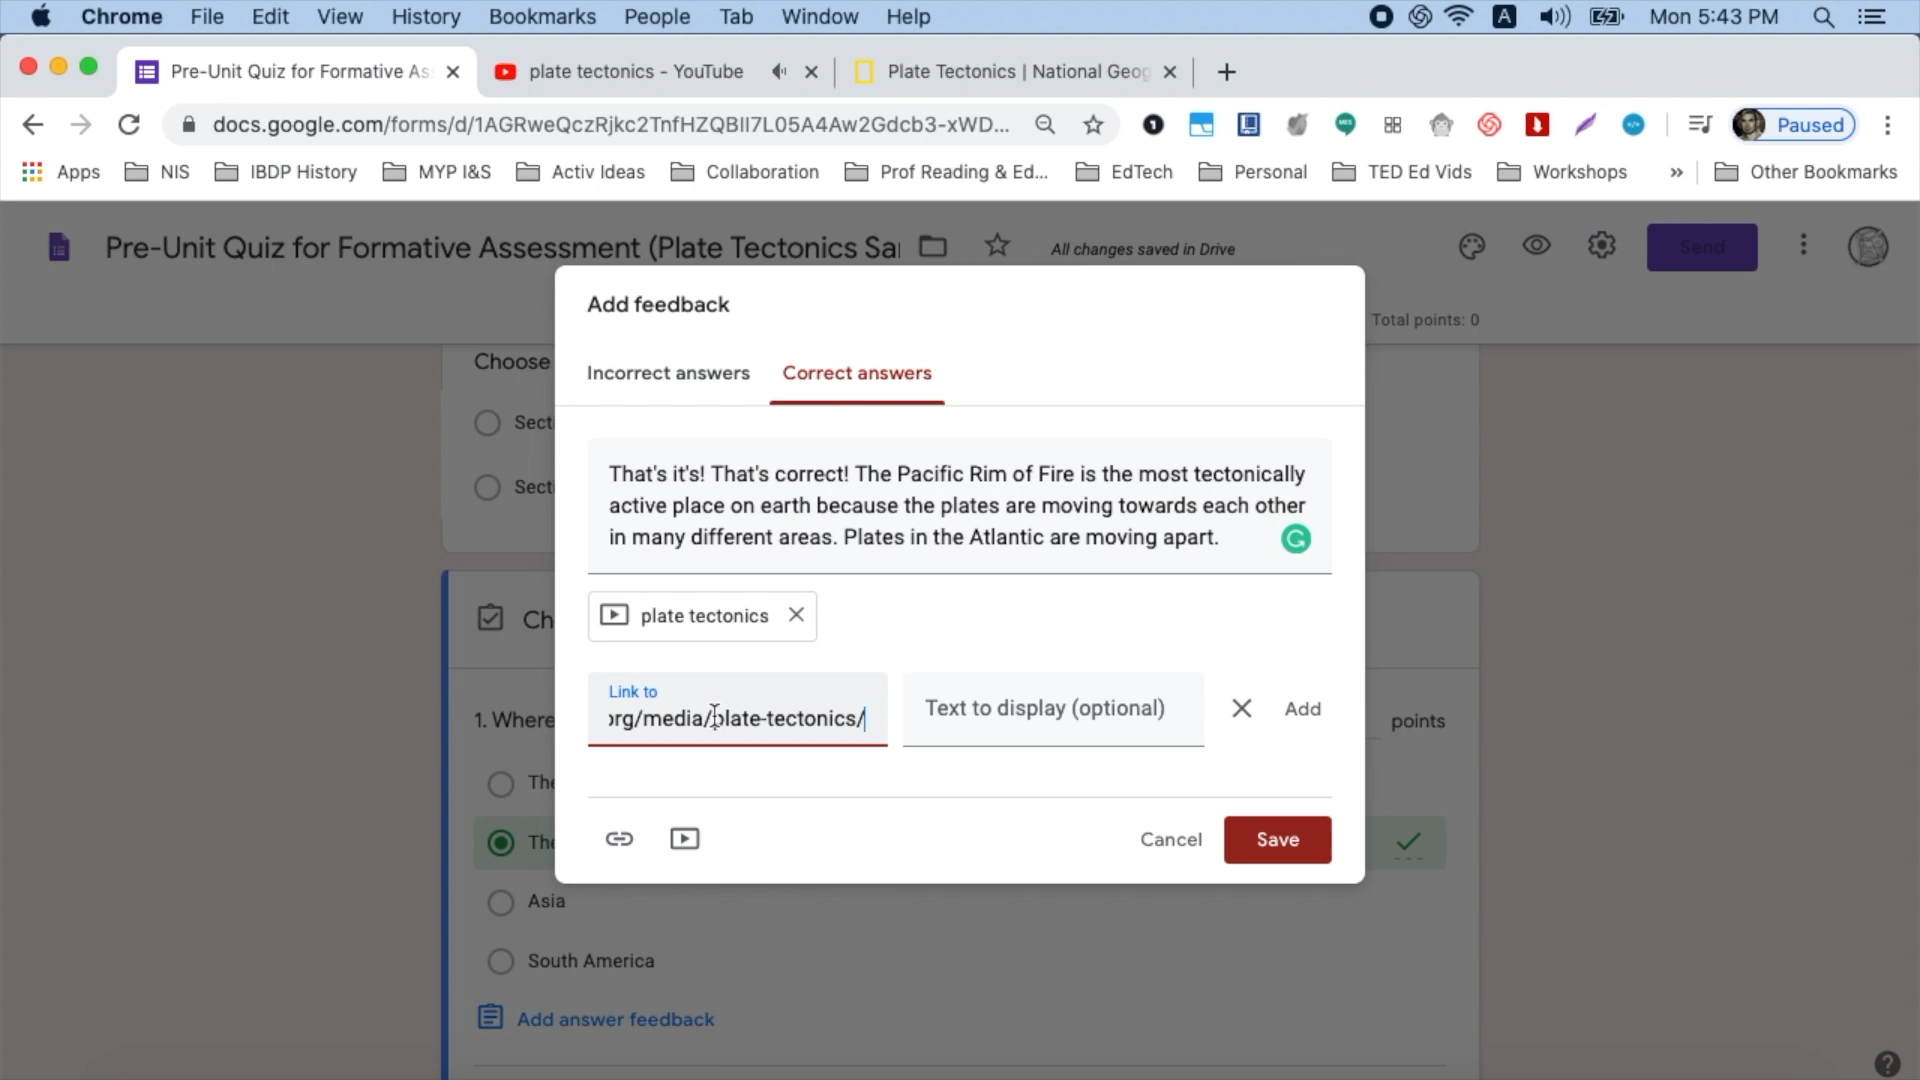 Chrome File Edit View History Bookmarks People Tab Window Help A Mon 5:43 PM
Pre-Unit Quiz for Formative As plate tectonics - YouTube Plate Tectonics | National Geog
docs.google.com/forms/d/1AGRweQczRjkc2TnfHZQBII7L05A4Aw2Gdcb3-xWD... Paused
Apps NIS IBDP History MYP I&S Activ Ideas Collaboration Prof Reading & Ed... EdTech Personal TED Ed Vids Workshops » Other Bookmarks
Pre-Unit Quiz for Formative Assessment (Plate Tectonics Sa All changes saved in Drive Send
Total points: 0
Add feedback
Choose
Incorrect answers Correct answers
Secti
Secti
That's it's! That's correct! The Pacific Rim of Fire is the most tectonically
active place on earth because the plates are moving towards each other
in many different areas. Plates in the Atlantic are moving apart.
Ch
plate tectonics
Link to
org/media/plate-tectonics/
Text to display (optional) Add
1. Where points
The
The
Cancel Save
Asia
South America
Add answer feedback